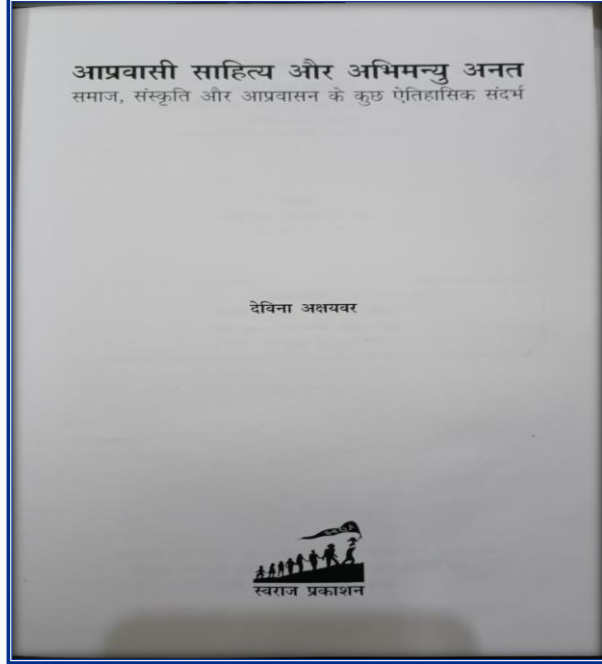 आप्रवासी साहित्य और अभिमन्यु अनत
समाज, संस्कृति और आप्रवासन के कुछ ऐतिहासिक संदर्भ
देविना अक्षयवर
स्वराज प्रकाशन